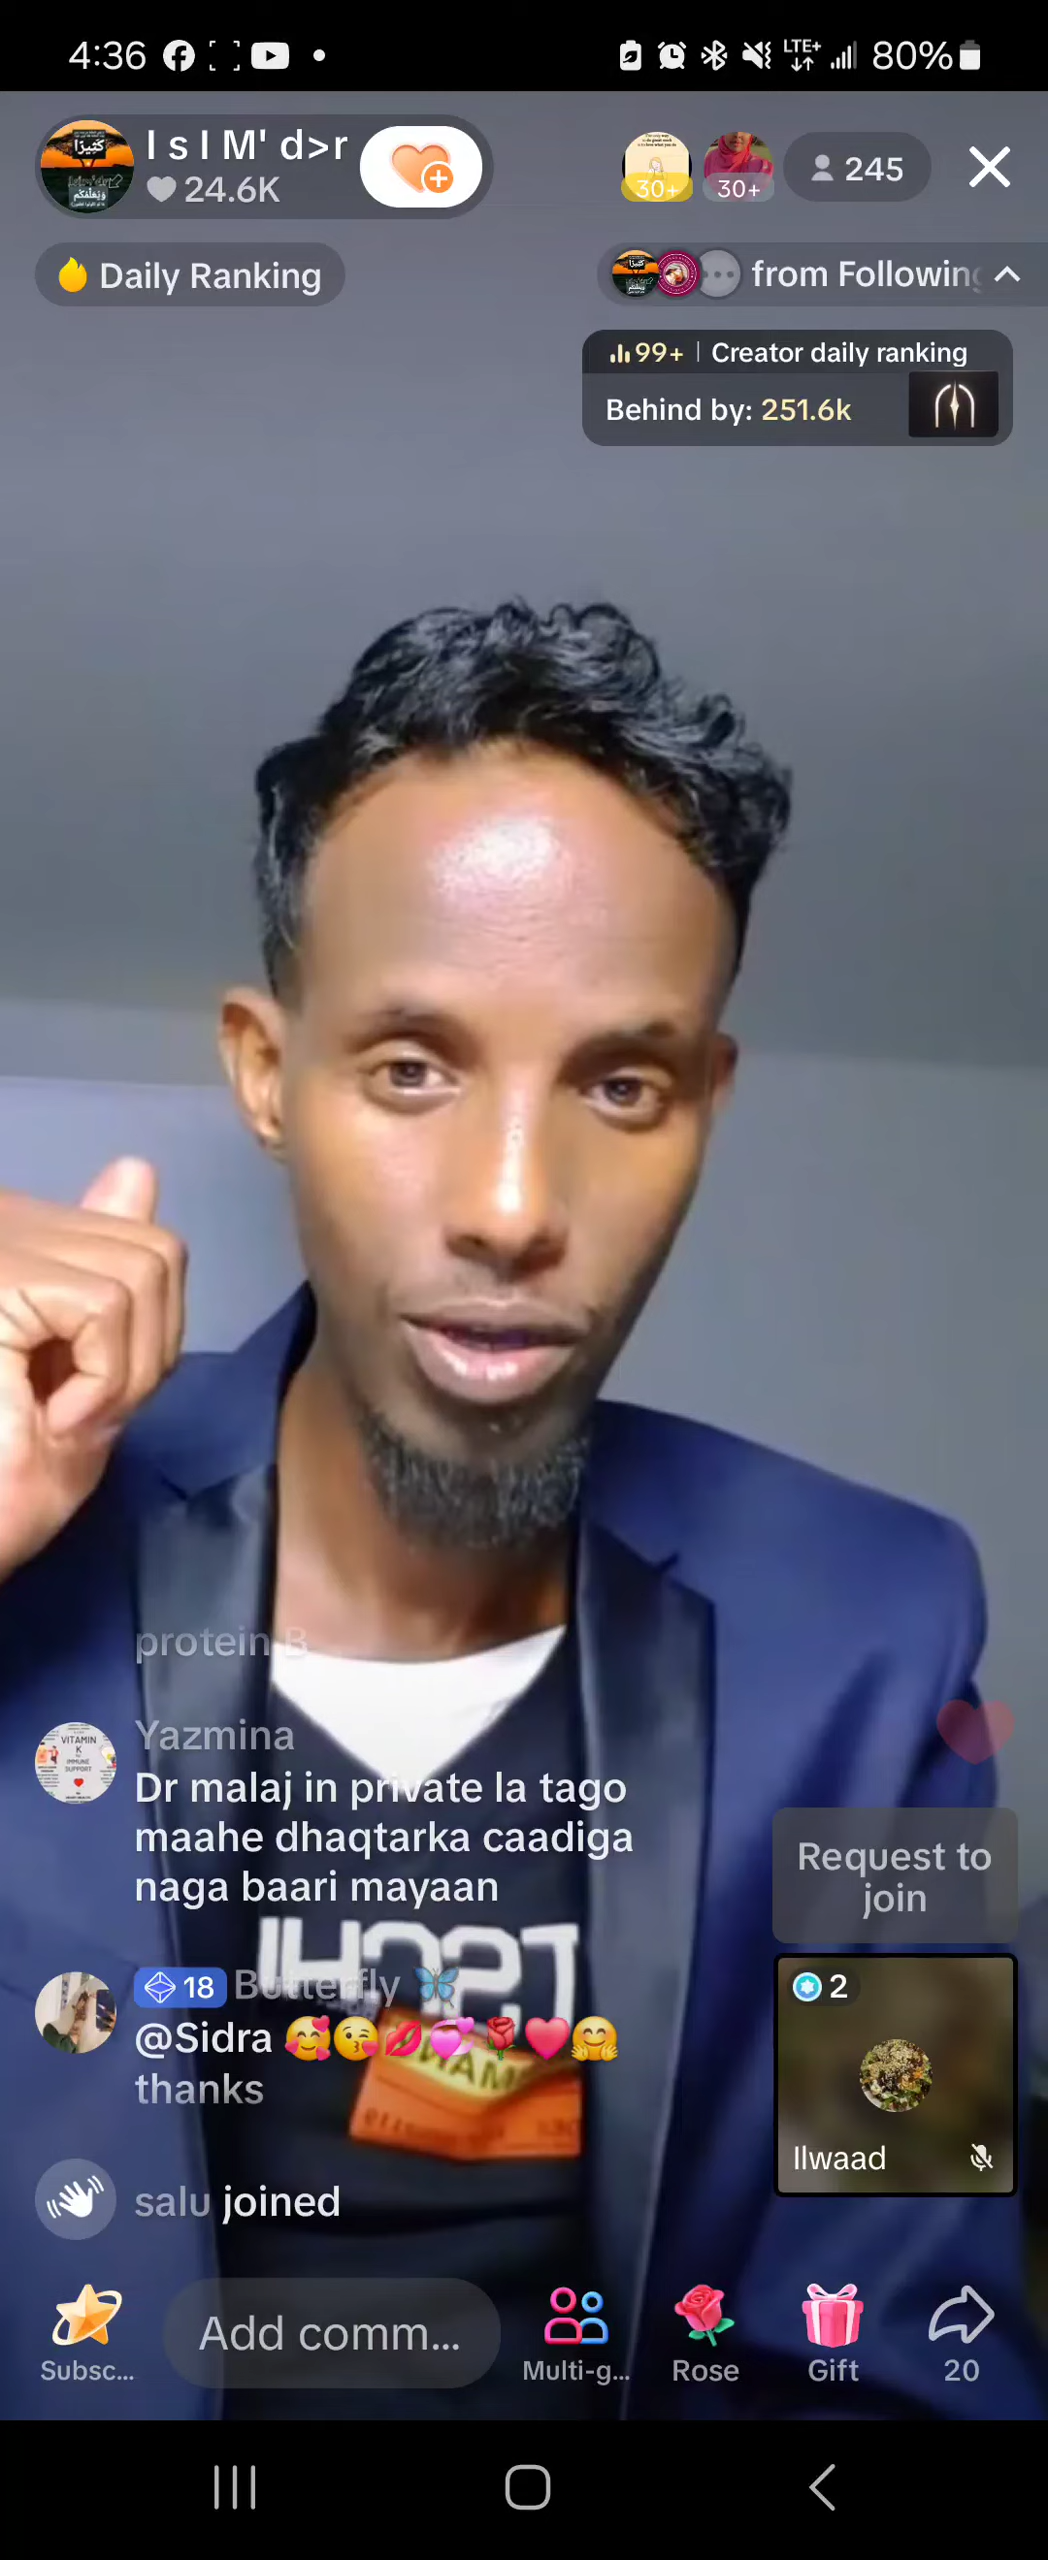 4:36
LTE+
80%
I s l M' d>r
24.6K
30+
30+
245
Daily Ranking
from Following
99+ | Creator daily ranking
Behind by: 251.6k
protein B
Yazmina
Dr malaj in private la tago
maahe dhaqtarka caadiga
naga baari mayaan
18 Butterfly 🦋
@Sidra 🥰😘💋💞🌹❤️🤗
thanks
salu joined
Request to
join
2
Ilwaad
Add comm...
Subsc...
Multi-g...
Rose
Gift
20